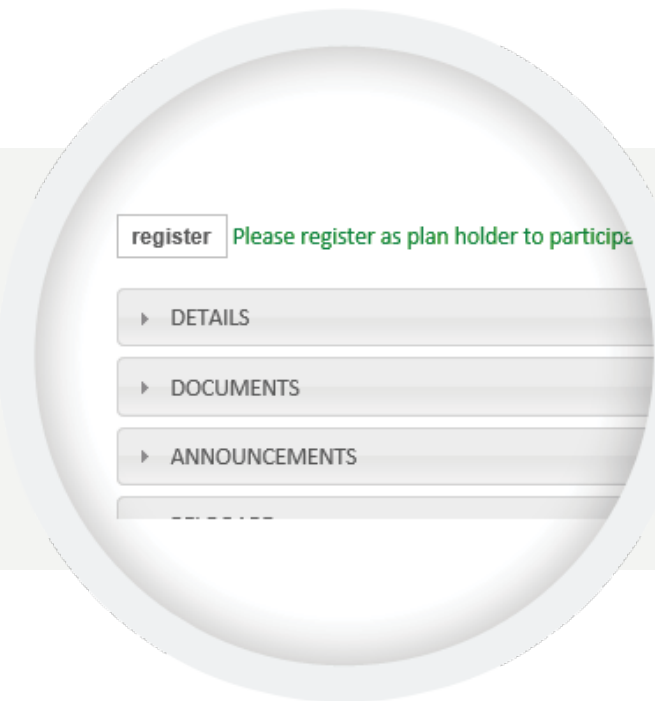 register Please register as plan holder to participa
DETAILS
DOCUMENTS
ANNOUNCEMENTS